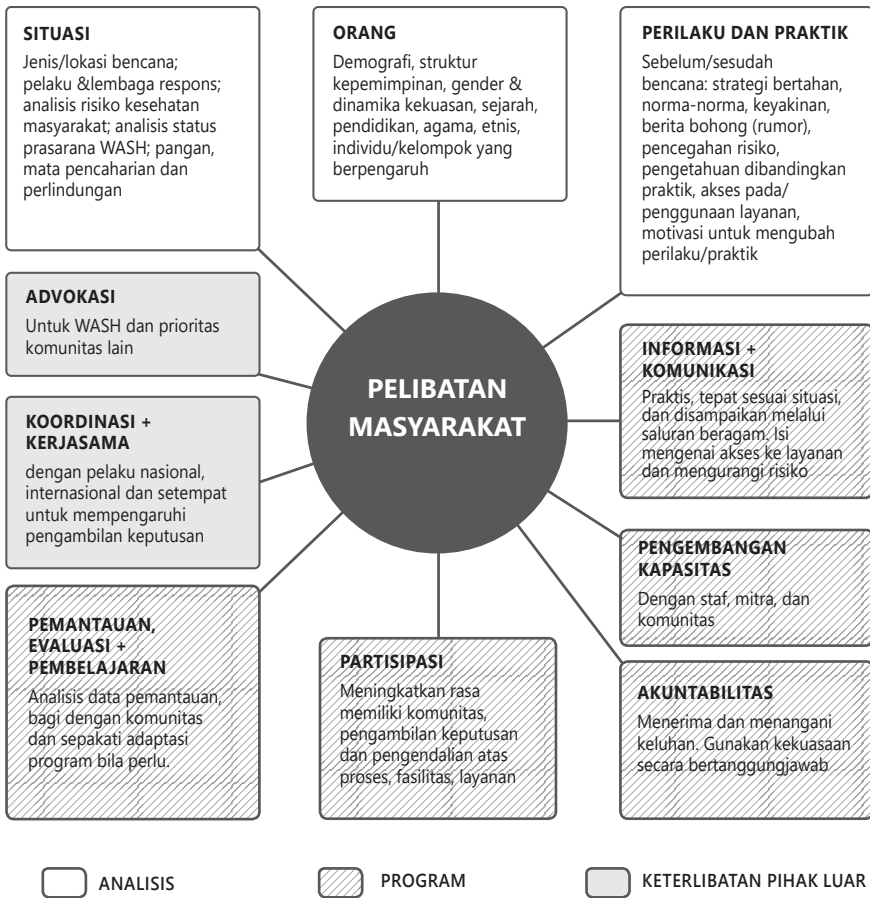 SITUASI
Jenis/lokasi bencana;
pelaku &lembaga respons;
analisis risiko kesehatan
masyarakat; analisis status
prasarana WASH; pangan,
mata pencaharian dan
perlindungan
ORANG
Demografi, struktur
kepemimpinan, gender &
dinamika kekuasan, sejarah,
pendidikan, agama, etnis,
individu/kelompok yang
berpengaruh
PERILAKU DAN PRAKTIK
Sebelum/sesudah
bencana: strategi bertahan,
norma-norma, keyakinan,
berita bohong (rumor),
pencegahan risiko,
pengetahuan dibandingkan
praktik, akses pada/
penggunaan layanan,
motivasi untuk mengubah
perilaku/praktik
ADVOKASI
Untuk WASH dan prioritas
komunitas lain
PELIBATAN
MASYARAKAT
INFORMASI +
KOMUNIKASI
Praktis, tepat sesuai situasi,
dan disampaikan melalui
saluran beragam. Isi
mengenai akses ke layanan
dan mengurangi risiko
KOORDINASI +
KERJASAMA
dengan pelaku nasional,
internasional dan setempat
untuk mempengaruhi
pengambilan keputusan
PENGEMBANGAN
KAPASITAS
Dengan staf, mitra, dan
komunitas
PEMANTAUAN,
EVALUASI +
PEMBELAJARAN
Analisis data pemantauan,
bagi dengan komunitas
dan sepakati adaptasi
program bila perlu.
PARTISIPASI
Meningkatkan rasa
memiliki komunitas,
pengambilan keputusan
dan pengendalian atas
proses, fasilitas, layanan
AKUNTABILITAS
Menerima dan menangani
keluhan. Gunakan kekuasaan
secara bertanggungjawab
ANALISIS
PROGRAM
KETERLIBATAN PIHAK LUAR